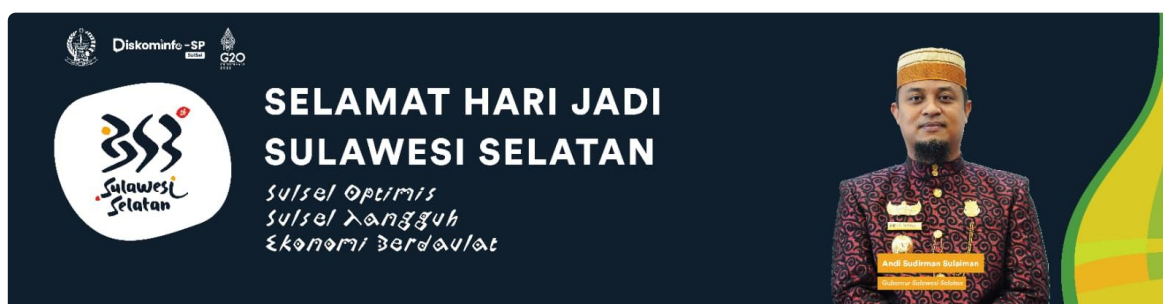 Diskominfo-SP
Sulsel
G20
353
Sulawesi
Selatan
SELAMAT HARI JADI
SULAWESI SELATAN
Sulsel Optimis
Sulsel Tangguh
Ekonomi Berdaulat
Andi Sudirman Sulaiman
Gubernur Sulawesi Selatan